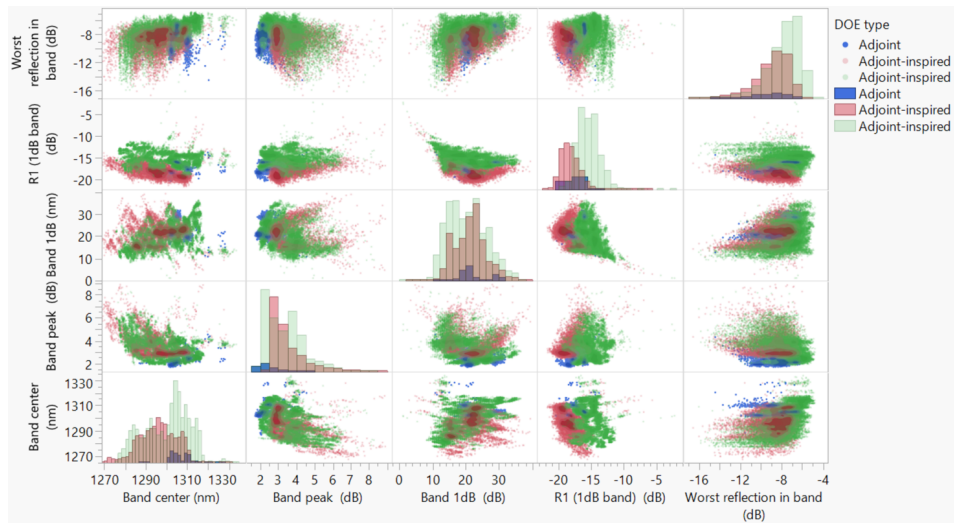 Worst
reflection in
band (dB)
-8
-12
-16
R1 (1dB band)
(dB)
-5
-10
-15
-20
Band 1dB (nm)
30
20
10
0
Band peak (dB)
8
6
4
2
Band center
(nm)
1330
1310
1290
1270
1270 1290 1310 1330
2 3 4 5 6 7 8
0 10 20 30
-20 -15 -10 -5
-16 -12 -8 -4
Band center (nm)
Band peak (dB)
Band 1dB (nm)
R1 (1dB band) (dB)
Worst reflection in band
(dB)
DOE type
Adjoint
Adjoint-inspired
Adjoint-inspired
Adjoint
Adjoint-inspired
Adjoint-inspired